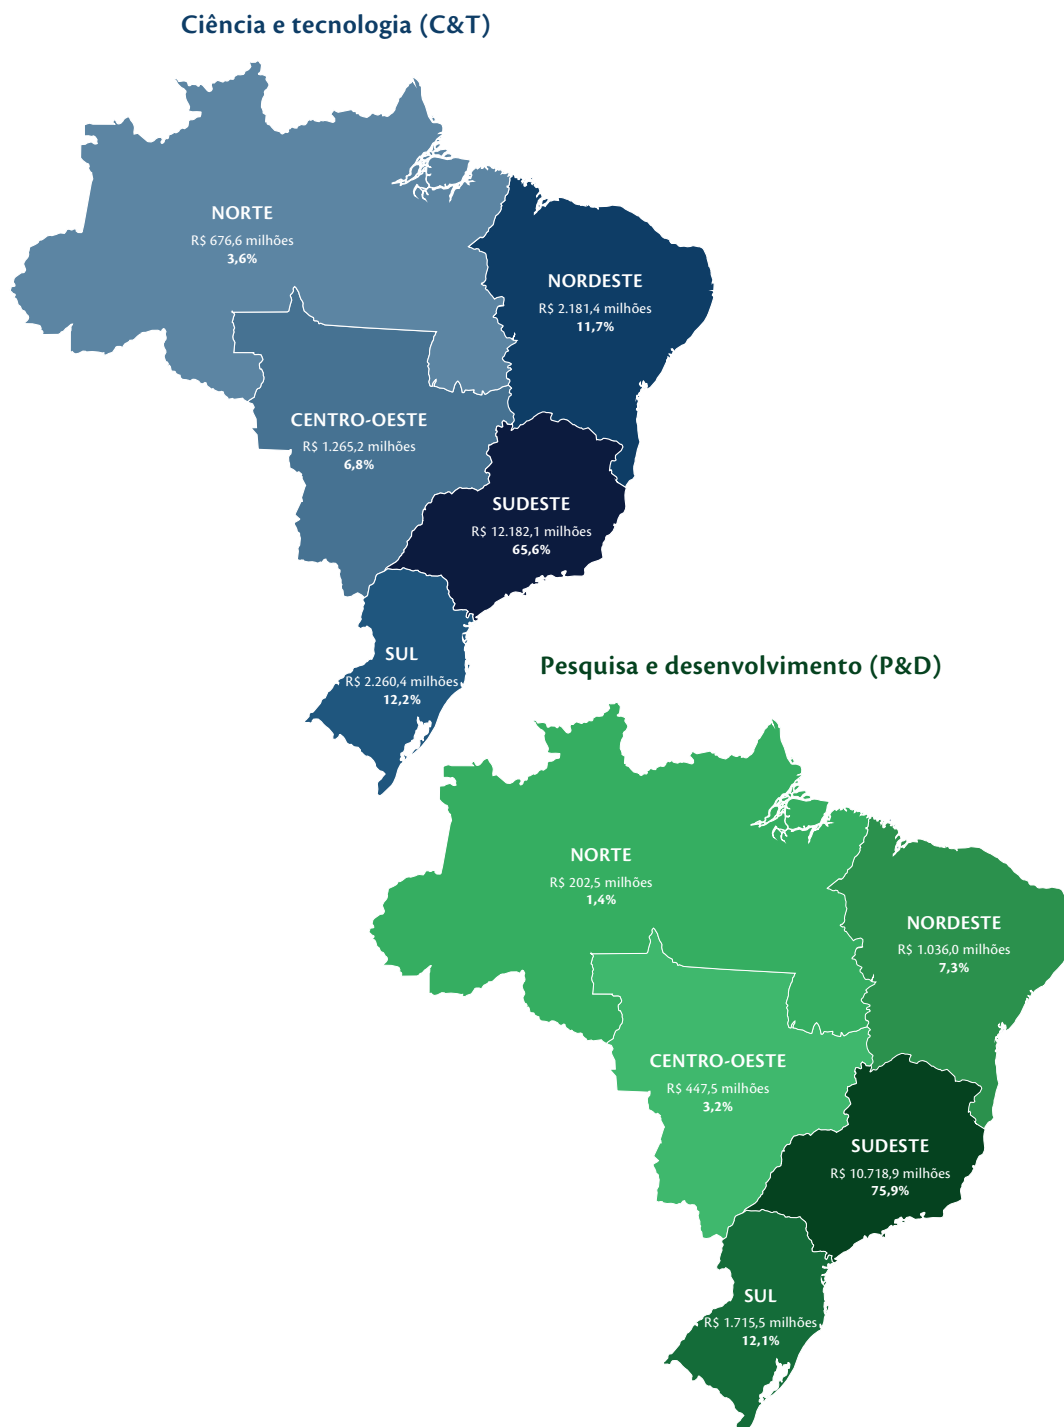 Ciência e tecnologia (C&T)
NORTE
R$ 676,6 milhões
3,6%
NORDESTE
R$ 2.181,4 milhões
11,7%
CENTRO-OESTE
R$ 1.265,2 milhões
6,8%
SUDESTE
R$ 12.182,1 milhões
65,6%
SUL
R$ 2.260,4 milhões
12,2%
Pesquisa e desenvolvimento (P&D)
NORTE
R$ 202,5 milhões
1,4%
NORDESTE
R$ 1.036,0 milhões
7,3%
CENTRO-OESTE
R$ 447,5 milhões
3,2%
SUDESTE
R$ 10.718,9 milhões
75,9%
SUL
R$ 1.715,5 milhões
12,1%